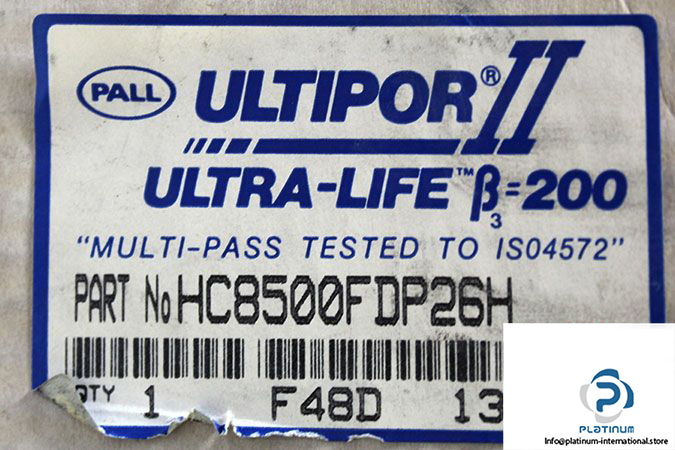 PALL
ULTIPOR® II
ULTRA-LIFE™ β3=200
"MULTI-PASS TESTED TO ISO4572"
PART No HC8500FDP26H
QTY 1 F48D 13
PLATINUM
Info@platinum-international.store